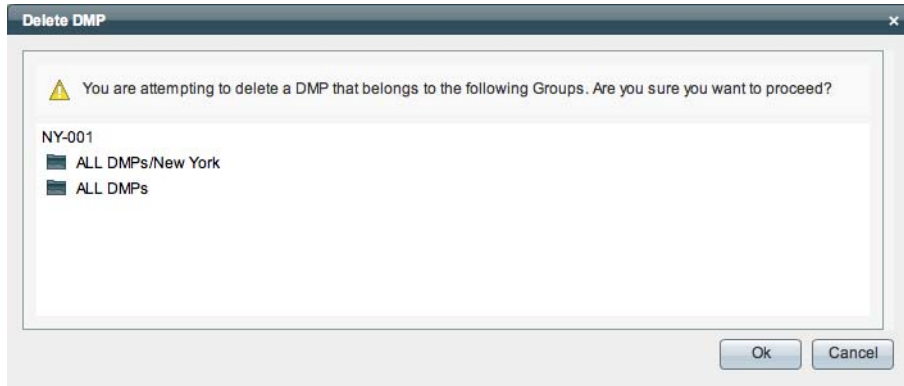 Delete DMP
You are attempting to delete a DMP that belongs to the following Groups. Are you sure you want to proceed?
NY-001
ALL DMPs/New York
ALL DMPs
Ok Cancel